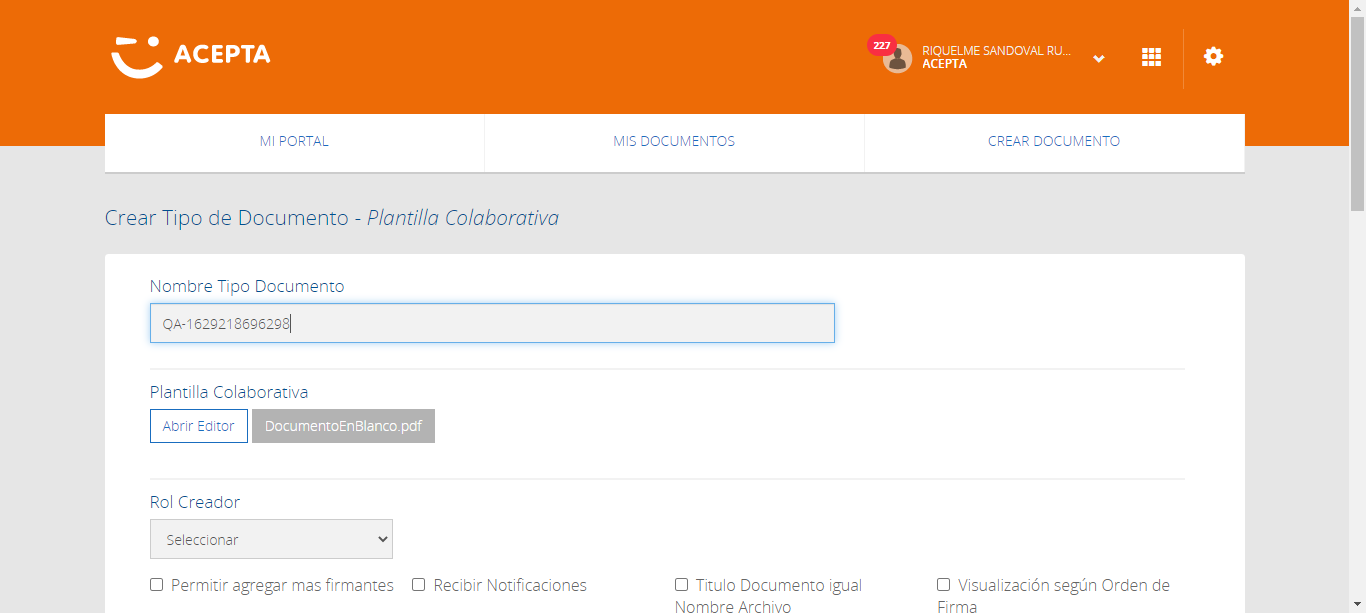 ACEPTA
227
RIQUELME SANDOVAL RU...
ACEPTA
MI PORTAL
MIS DOCUMENTOS
CREAR DOCUMENTO
Crear Tipo de Documento - Plantilla Colaborativa
Nombre Tipo Documento
QA-1629218696298
Plantilla Colaborativa
Abrir Editor
DocumentoEnBlanco.pdf
Rol Creador
Seleccionar
Permitir agregar mas firmantes
Recibir Notificaciones
Titulo Documento igual
Nombre Archivo
Visualización según Orden de
Firma